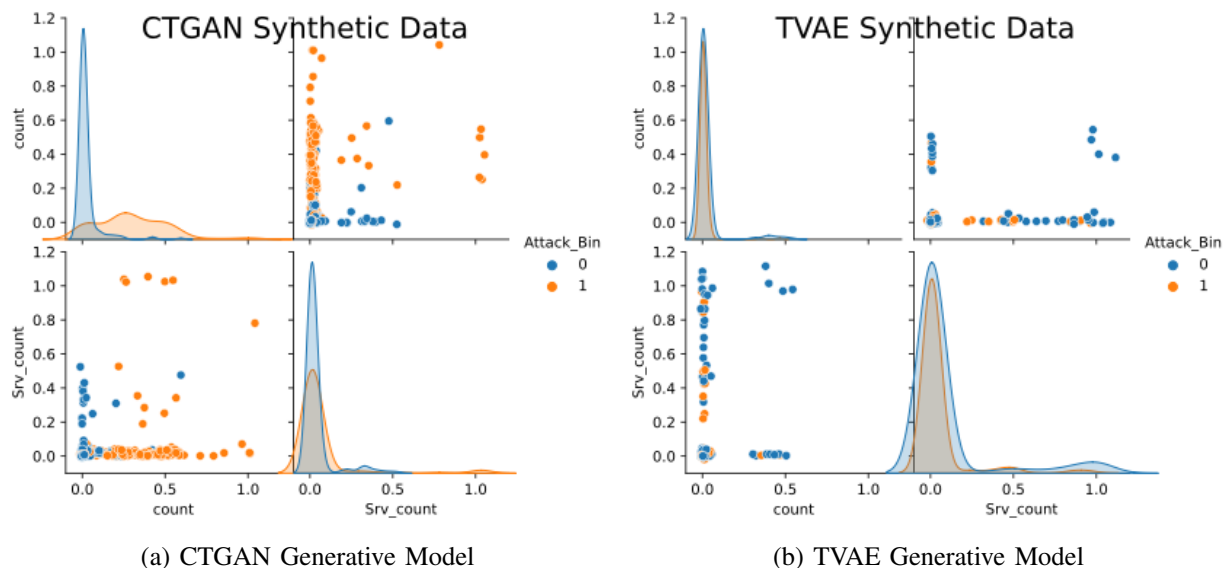 CTGAN Synthetic Data
1.2
1.0
0.8
0.6
0.4
0.2
0.0
count
1.2
1.0
0.8
0.6
0.4
0.2
0.0
Srv_count
0.0 0.5 1.0
count
0.0 0.5 1.0
Srv_count
Attack_Bin
0
1
(a) CTGAN Generative Model
TVAE Synthetic Data
1.2
1.0
0.8
0.6
0.4
0.2
0.0
count
1.2
1.0
0.8
0.6
0.4
0.2
0.0
Srv_count
0.0 0.5 1.0
count
0.0 0.5 1.0
Srv_count
Attack_Bin
0
1
(b) TVAE Generative Model